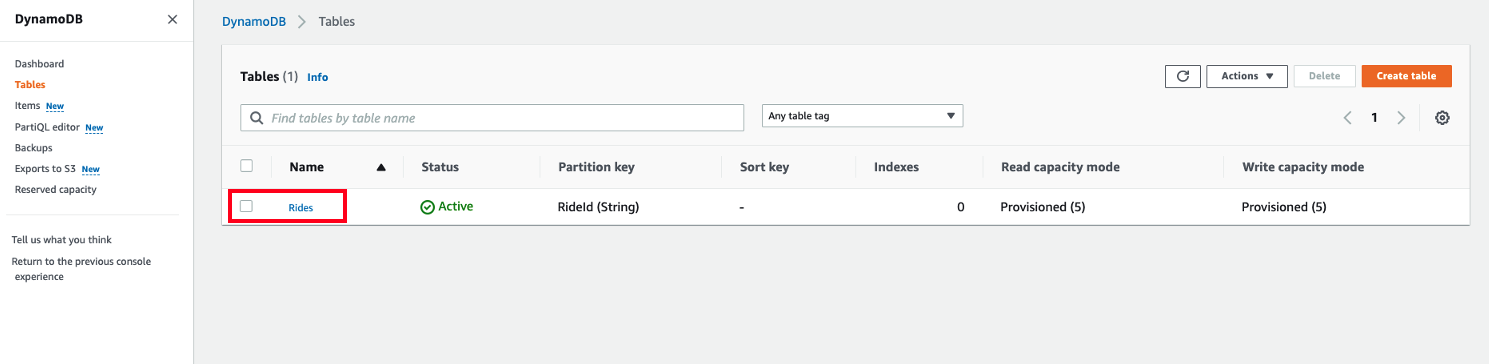 DynamoDB
Dashboard
Tables
Items New
PartiQL editor New
Backups
Exports to S3 New
Reserved capacity
Tell us what you think
Return to the previous console
experience
DynamoDB > Tables
Tables (1) Info
Actions
Delete
Create table
Find tables by table name
Any table tag
1
Name Status Partition key Sort key Indexes Read capacity mode Write capacity mode
Rides Active RideId (String) - 0 Provisioned (5) Provisioned (5)